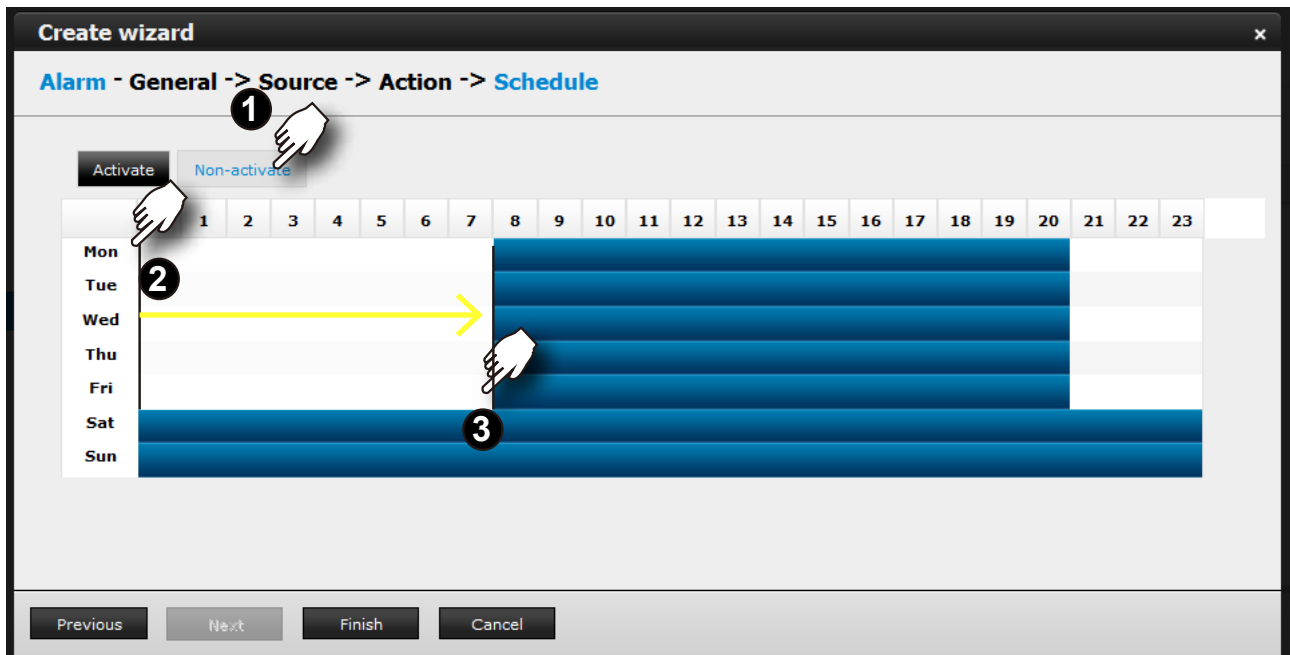 Create wizard ×
Alarm - General -> Source -> Action -> Schedule
1
Activate Non-activate
1 2 3 4 5 6 7 8 9 10 11 12 13 14 15 16 17 18 19 20 21 22 23
Mon
2
Tue
Wed
Thu
Fri
Sat
3
Sun
Previous Next Finish Cancel